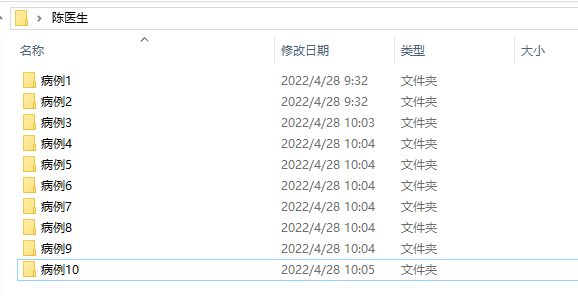 陈医生
名称 修改日期 类型 大小
病例1 2022/4/28 9:32 文件夹
病例2 2022/4/28 9:32 文件夹
病例3 2022/4/28 10:03 文件夹
病例4 2022/4/28 10:04 文件夹
病例5 2022/4/28 10:04 文件夹
病例6 2022/4/28 10:04 文件夹
病例7 2022/4/28 10:04 文件夹
病例8 2022/4/28 10:04 文件夹
病例9 2022/4/28 10:04 文件夹
病例10 2022/4/28 10:05 文件夹